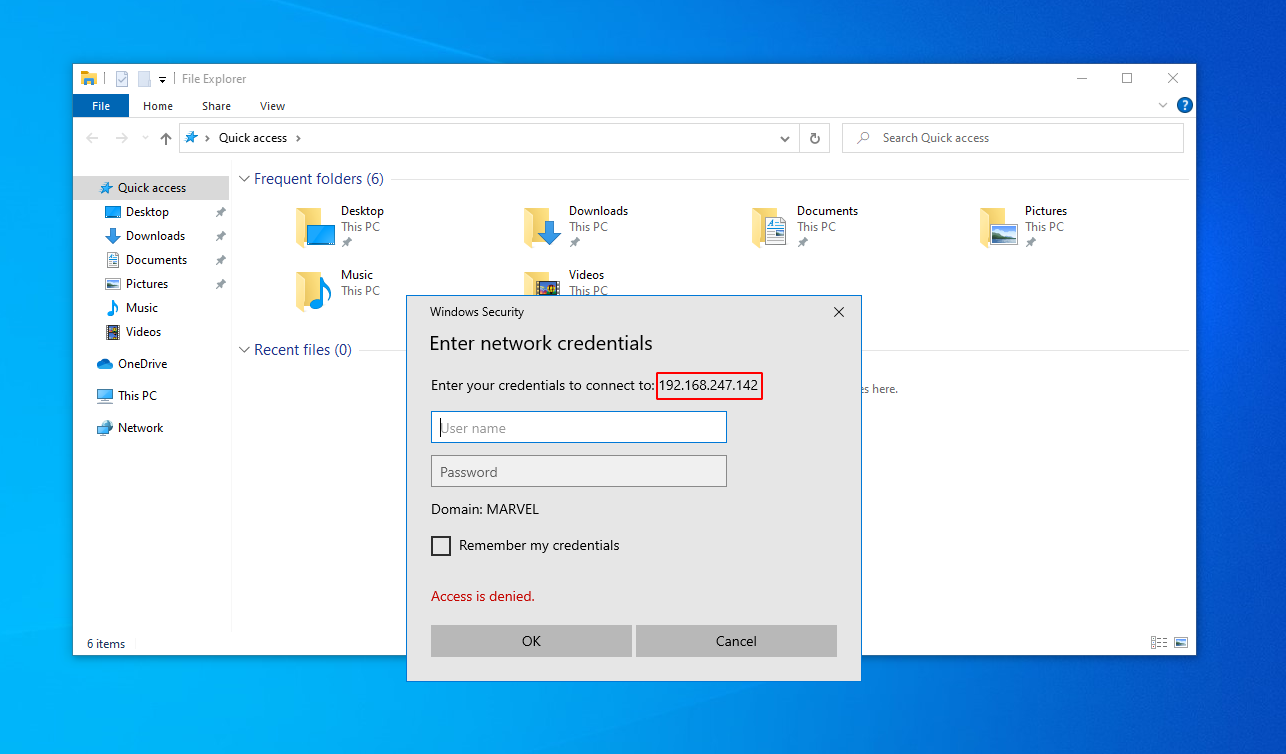 File Explorer
File Home Share View
Quick access
Search Quick access
Quick access
Desktop
Downloads
Documents
Pictures
Music
Videos
OneDrive
This PC
Network
Frequent folders (6)
Desktop
This PC
Downloads
This PC
Documents
This PC
Pictures
This PC
Music
This PC
Videos
This PC
Recent files (0)
here.
6 items
Windows Security
Enter network credentials
Enter your credentials to connect to: 192.168.247.142
User name
Password
Domain: MARVEL
Remember my credentials
Access is denied.
OK Cancel